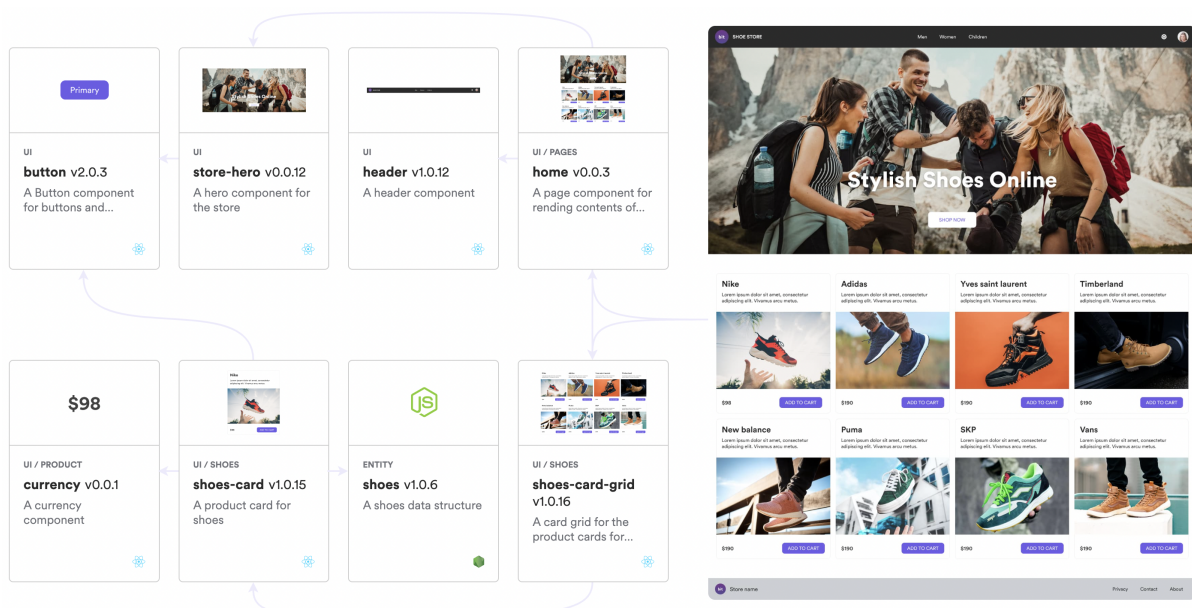 Primary
UI
button v2.0.3
A Button component
for buttons and...
UI
store-hero v0.0.12
A hero component for
the store
UI
header v1.0.12
A header component
UI / PAGES
home v0.0.3
A page component for
rending contents of...
$98
UI / PRODUCT
currency v0.0.1
A currency
component
Nike
UI / SHOES
shoes-card v1.0.15
A product card for
shoes
JS
ENTITY
shoes v1.0.6
A shoes data structure
UI / SHOES
shoes-card-grid
v1.0.16
A card grid for the
product cards for...
bit SHOE STORE Men Women Children
Stylish Shoes Online
SHOP NOW
Nike
Lorem ipsum dolor sit amet, consectetur
adipiscing elit. Vivamus arcu metus.
$98 ADD TO CART
Adidas
Lorem ipsum dolor sit amet, consectetur
adipiscing elit. Vivamus arcu metus.
$190 ADD TO CART
Yves saint laurent
Lorem ipsum dolor sit amet, consectetur
adipiscing elit. Vivamus arcu metus.
$190 ADD TO CART
Timberland
Lorem ipsum dolor sit amet, consectetur
adipiscing elit. Vivamus arcu metus.
$190 ADD TO CART
New balance
Lorem ipsum dolor sit amet, consectetur
adipiscing elit. Vivamus arcu metus.
$190 ADD TO CART
Puma
Lorem ipsum dolor sit amet, consectetur
adipiscing elit. Vivamus arcu metus.
$190 ADD TO CART
SKP
Lorem ipsum dolor sit amet, consectetur
adipiscing elit. Vivamus arcu metus.
$190 ADD TO CART
Vans
Lorem ipsum dolor sit amet, consectetur
adipiscing elit. Vivamus arcu metus.
$190 ADD TO CART
bit Store name Privacy Contact About